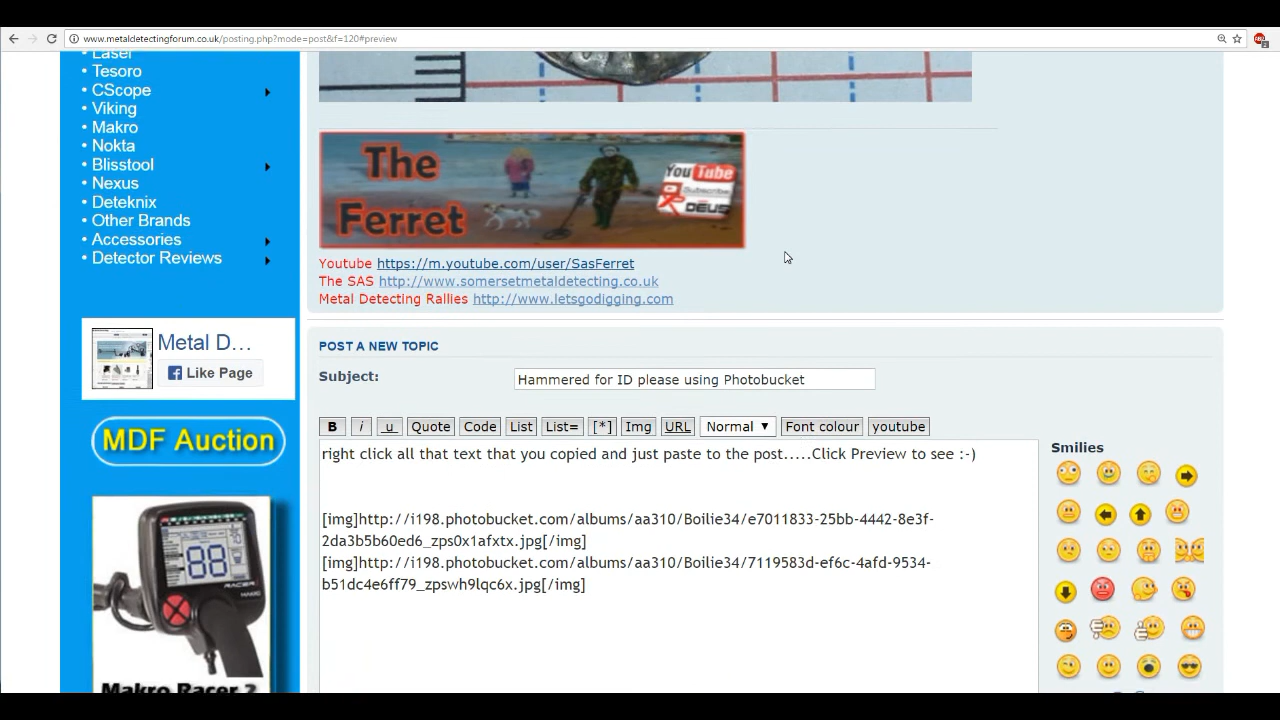 www.metaldetectingforum.co.uk/posting.php?mode=post&f=120#preview
• Laser
• Tesoro
• CScope
• Viking
• Makro
• Nokta
• Blisstool
• Nexus
• Deteknix
• Other Brands
• Accessories
• Detector Reviews
Metal D...
Like Page
MDF Auction
88
RACER
Makro Racer 2
The
Ferret
YouTube
Subscribe
DEUS
Youtube https://m.youtube.com/user/SasFerret
The SAS http://www.somersetmetaldetecting.co.uk
Metal Detecting Rallies http://www.letsgodigging.com
POST A NEW TOPIC
Subject: Hammered for ID please using Photobucket
B i u Quote Code List List= [*] Img URL Normal ▼ Font colour youtube
right click all that text that you copied and just paste to the post.....Click Preview to see :-)
[img]http://i198.photobucket.com/albums/aa310/Boilie34/e7011833-25bb-4442-8e3f-
2da3b5b60ed6_zps0x1afxtx.jpg[/img]
[img]http://i198.photobucket.com/albums/aa310/Boilie34/7119583d-ef6c-4afd-9534-
b51dc4e6ff79_zpswh9lqc6x.jpg[/img]
Smilies